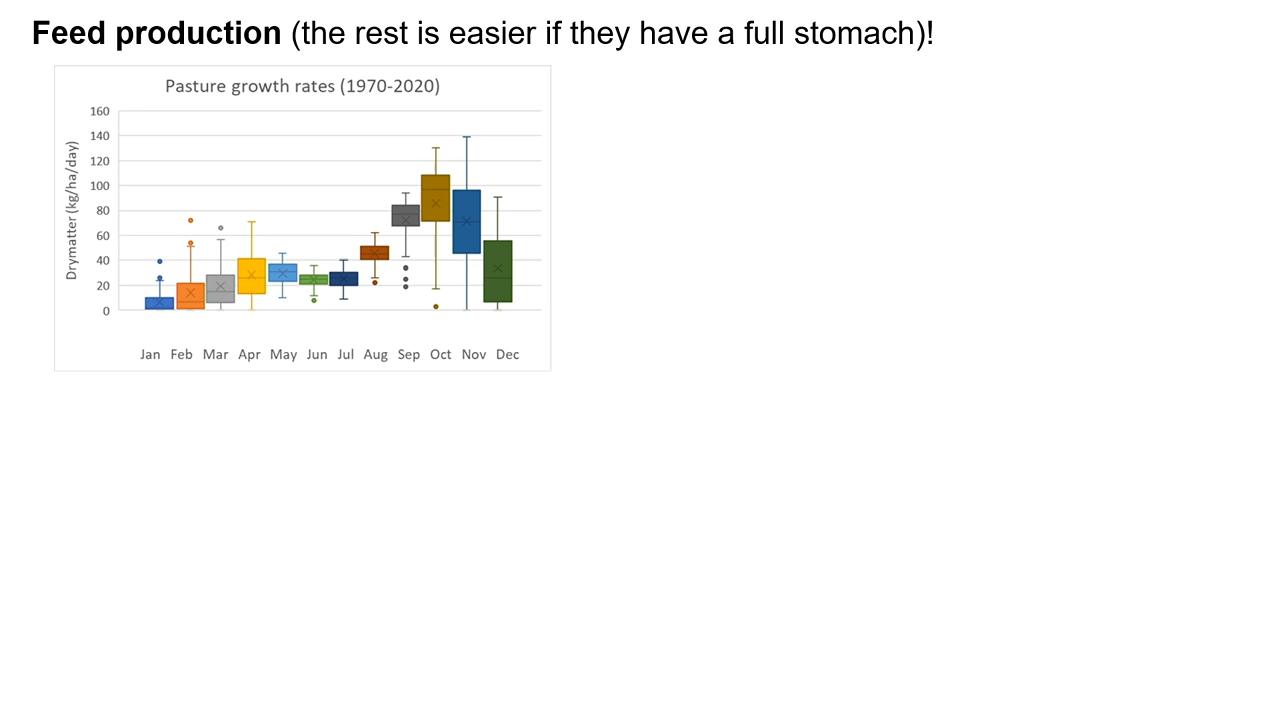 Feed production (the rest is easier if they have a full stomach)!
Pasture growth rates (1970-2020)
Drymatter (kg/ha/day)
160
140
120
100
80
60
40
20
0
Jan Feb Mar Apr May Jun Jul Aug Sep Oct Nov Dec